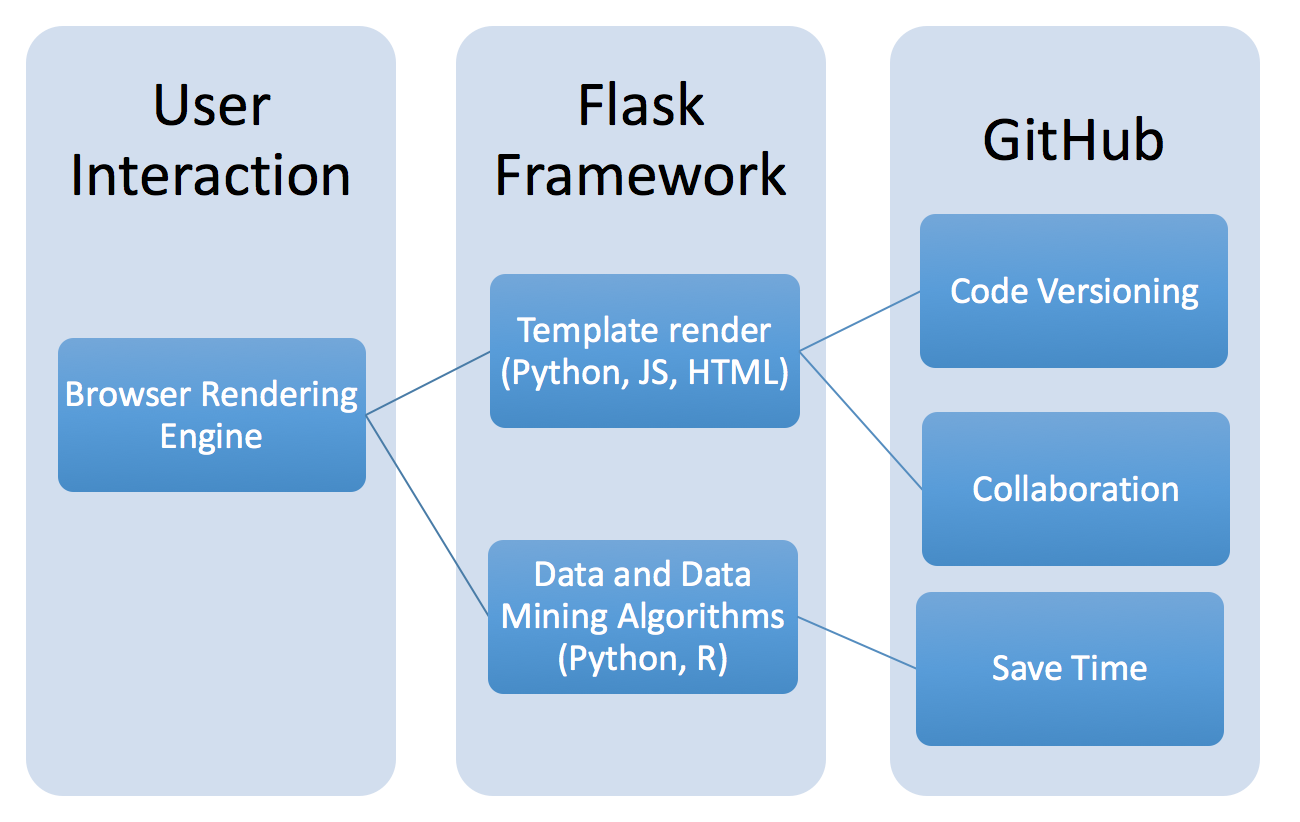 User
Interaction
Browser Rendering
Engine
Flask
Framework
Template render
(Python, JS, HTML)
Data and Data
Mining Algorithms
(Python, R)
GitHub
Code Versioning
Collaboration
Save Time